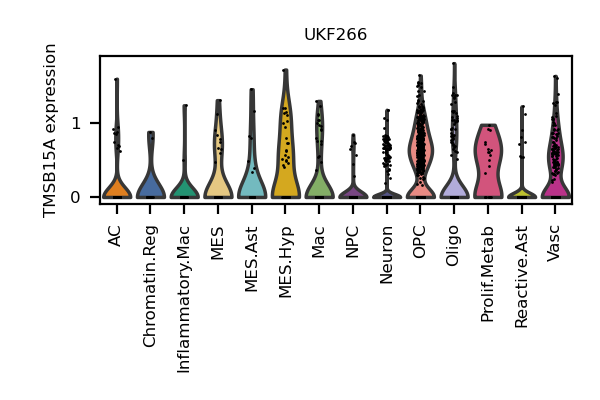 UKF266
TMSB15A expression
1
0
AC
Chromatin.Reg
Inflammatory.Mac
MES
MES.Ast
MES.Hyp
Mac
NPC
Neuron
OPC
Oligo
Prolif.Metab
Reactive.Ast
Vasc